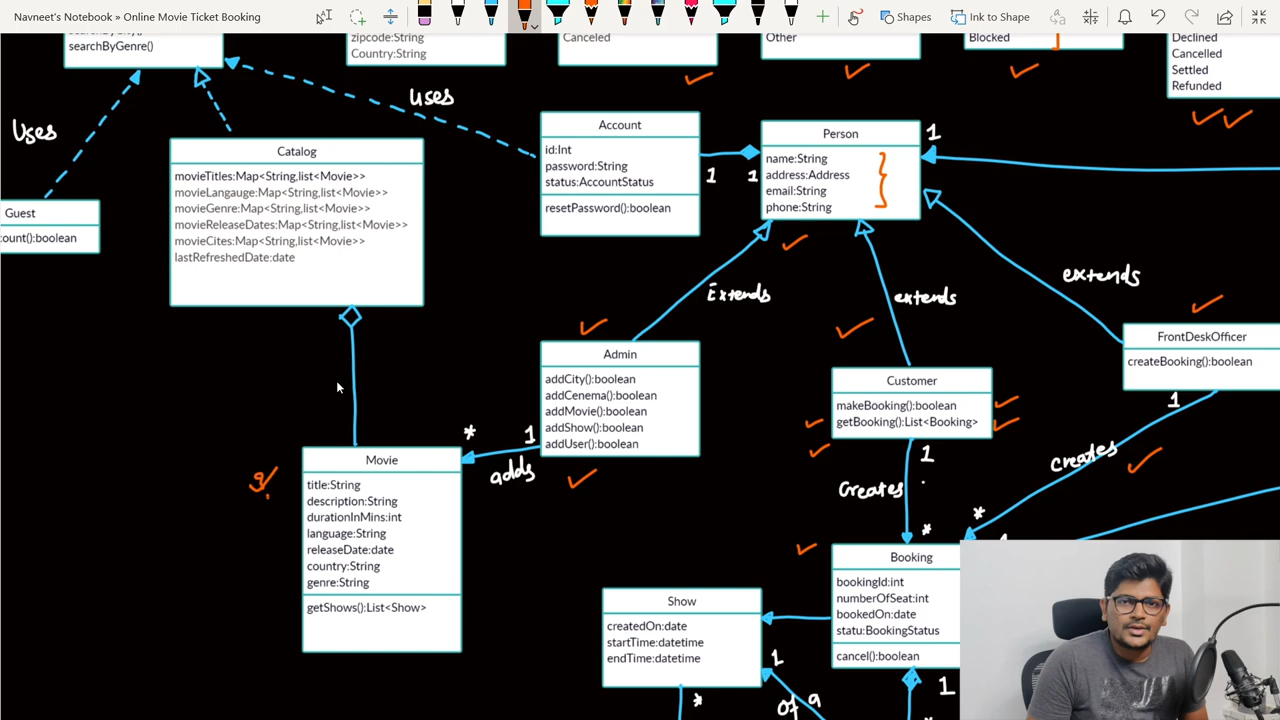 Navneet's Notebook » Online Movie Ticket Booking
Shapes
Ink to Shape
searchByGenre()
zipcode:String
Country:String
Canceled
Other
Blocked
Declined
Cancelled
Settled
Refunded
Uses
uses
Guest
count():boolean
Catalog
movieTitles:Map<String,list<Movie>>
movieLangauge:Map<String,list<Movie>>
movieGenre:Map<String,list<Movie>>
movieReleaseDates:Map<String,list<Movie>>
movieCites:Map<String,list<Movie>>
lastRefreshedDate:date
Account
id:Int
password:String
status:AccountStatus
resetPassword():boolean
1
1
Person
name:String
address:Address
email:String
phone:String
1
Extends
extends
extends
Admin
addCity():boolean
addCenema():boolean
addMovie():boolean
addShow():boolean
addUser():boolean
*
1
adds
Customer
makeBooking():boolean
getBooking():List<Booking>
1
Creates
*
FrontDeskOfficer
createBooking():boolean
1
creates
*
Movie
title:String
description:String
durationInMins:int
language:String
releaseDate:date
country:String
genre:String
getShows():List<Show>
Show
createdOn:date
startTime:datetime
endTime:datetime
*
1
of a
Booking
bookingId:int
numberOfSeat:int
bookedOn:date
statu:BookingStatus
cancel():boolean
1